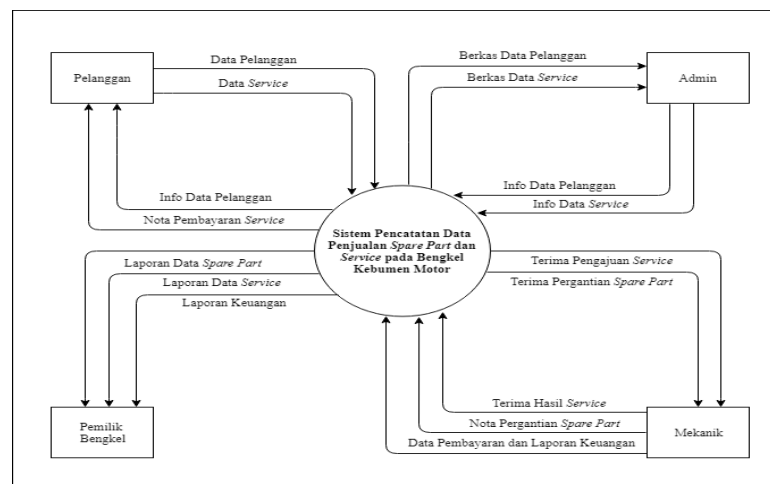 Data Pelanggan
Berkas Data Pelanggan
Pelanggan
Data Service
Berkas Data Service
Admin
Info Data Pelanggan
Info Data Pelanggan
Nota Pembayaran Service
Info Data Service
Sistem Pencatatan Data
Penjualan Spare Part dan
Service pada Bengkel
Kebumen Motor
Laporan Data Spare Part
Laporan Data Service
Laporan Keuangan
Terima Pengajuan Service
Terima Pergantian Spare Part
Pemilik
Bengkel
Terima Hasil Service
Nota Pergantian Spare Part
Data Pembayaran dan Laporan Keuangan
Mekanik